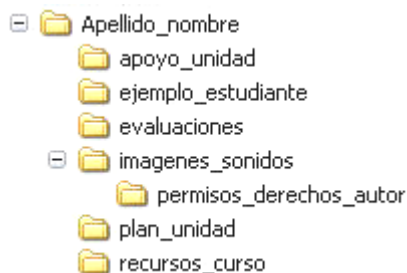 Apellido_nombre
apoyo_unidad
ejemplo_estudiante
evaluaciones
imagenes_sonidos
permisos_derechos_autor
plan_unidad
recursos_curso